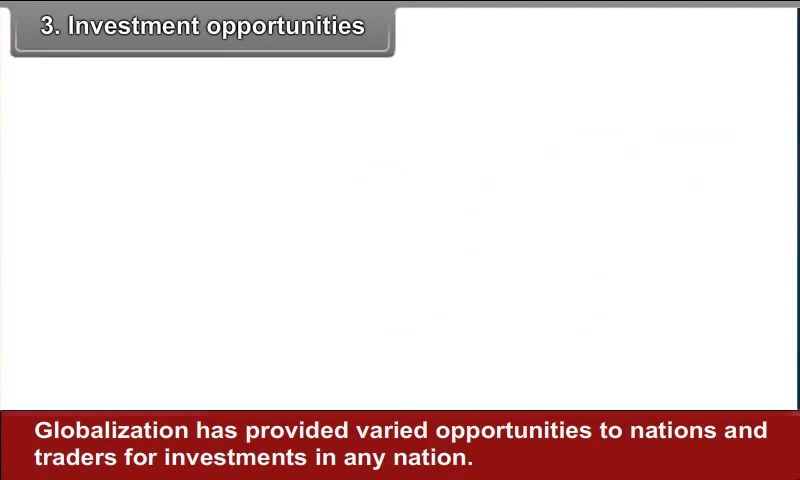 3. Investment opportunities
Globalization has provided varied opportunities to nations and
traders for investments in any nation.